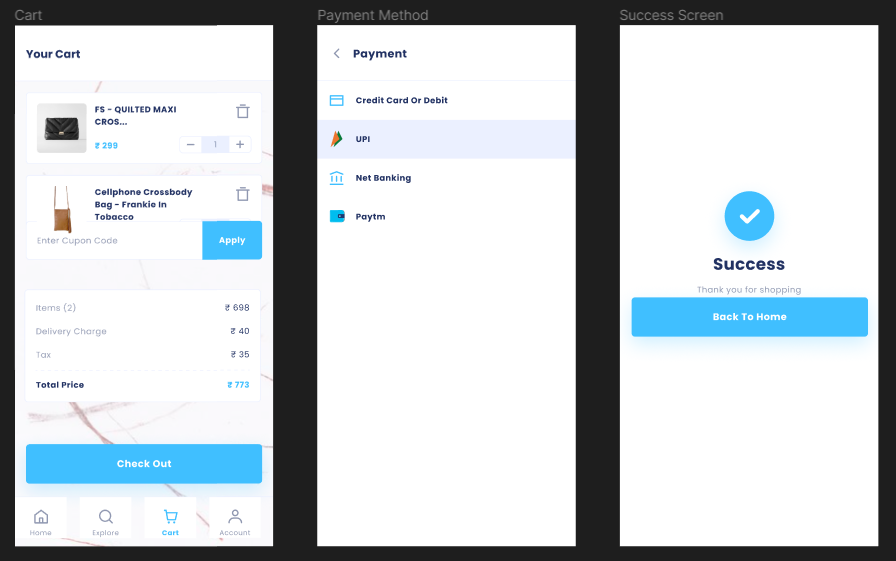 Cart
Your Cart
FS - QUILTED MAXI
CROS...
₹ 299
1
Cellphone Crossbody
Bag - Frankie In
Tobacco
Enter Cupon Code
Apply
Items (2)
₹ 698
Delivery Charge
₹ 40
Tax
₹ 35
Total Price
₹ 773
Check Out
Home
Explore
Cart
Account
Payment Method
Payment
Credit Card Or Debit
UPI
Net Banking
Paytm
Success Screen
Success
Thank you for shopping
Back To Home